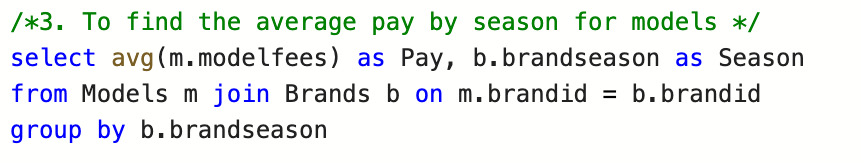 /*3. To find the average pay by season for models */
select avg(m.modelfees) as Pay, b.brandseason as Season
from Models m join Brands b on m.brandid = b.brandid
group by b.brandseason